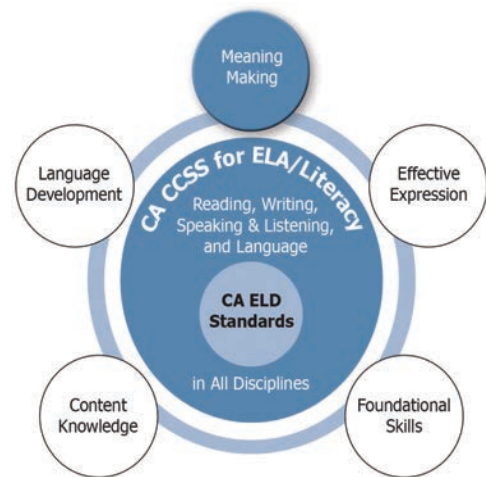 Meaning
Making
Language
Development
Effective
Expression
CA CCSS for ELA/Literacy
Reading, Writing,
Speaking & Listening,
and Language
CA ELD
Standards
in All Disciplines
Content
Knowledge
Foundational
Skills